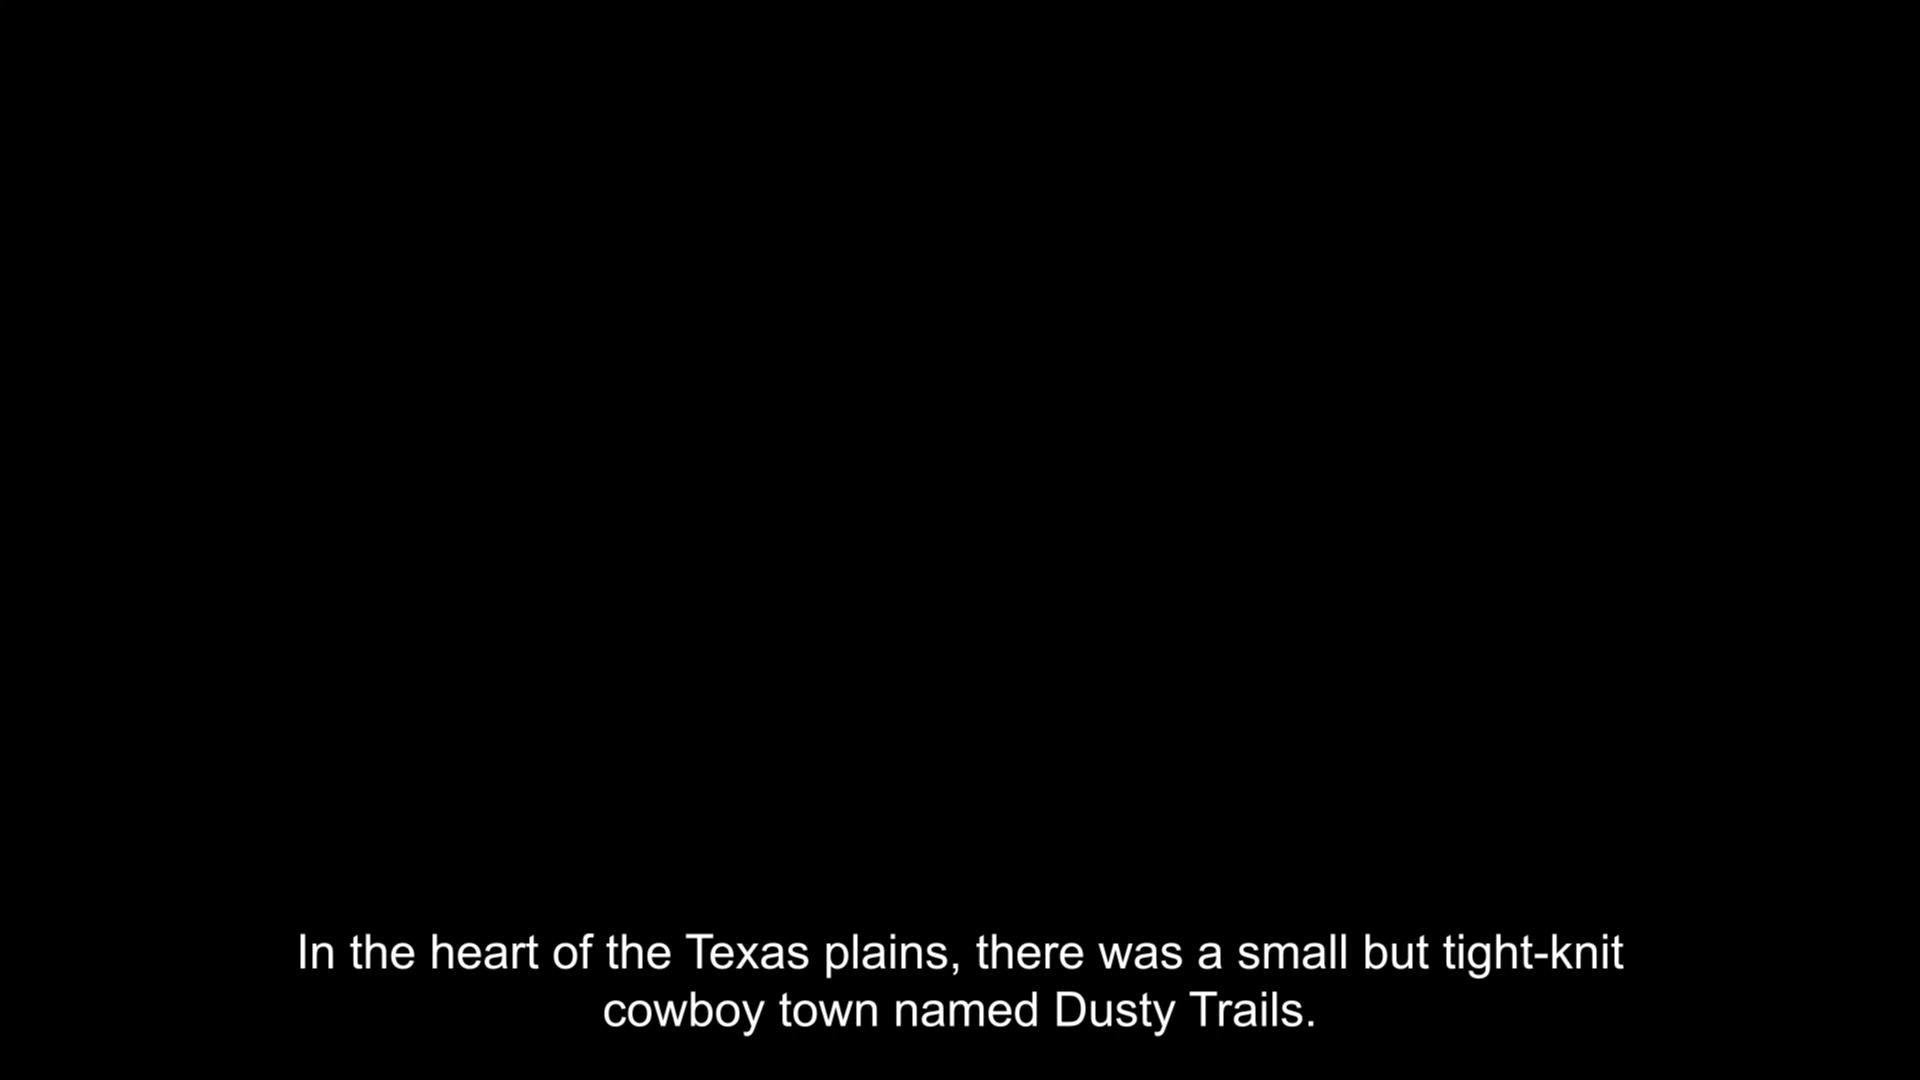 In the heart of the Texas plains, there was a small but tight-knit
cowboy town named Dusty Trails.